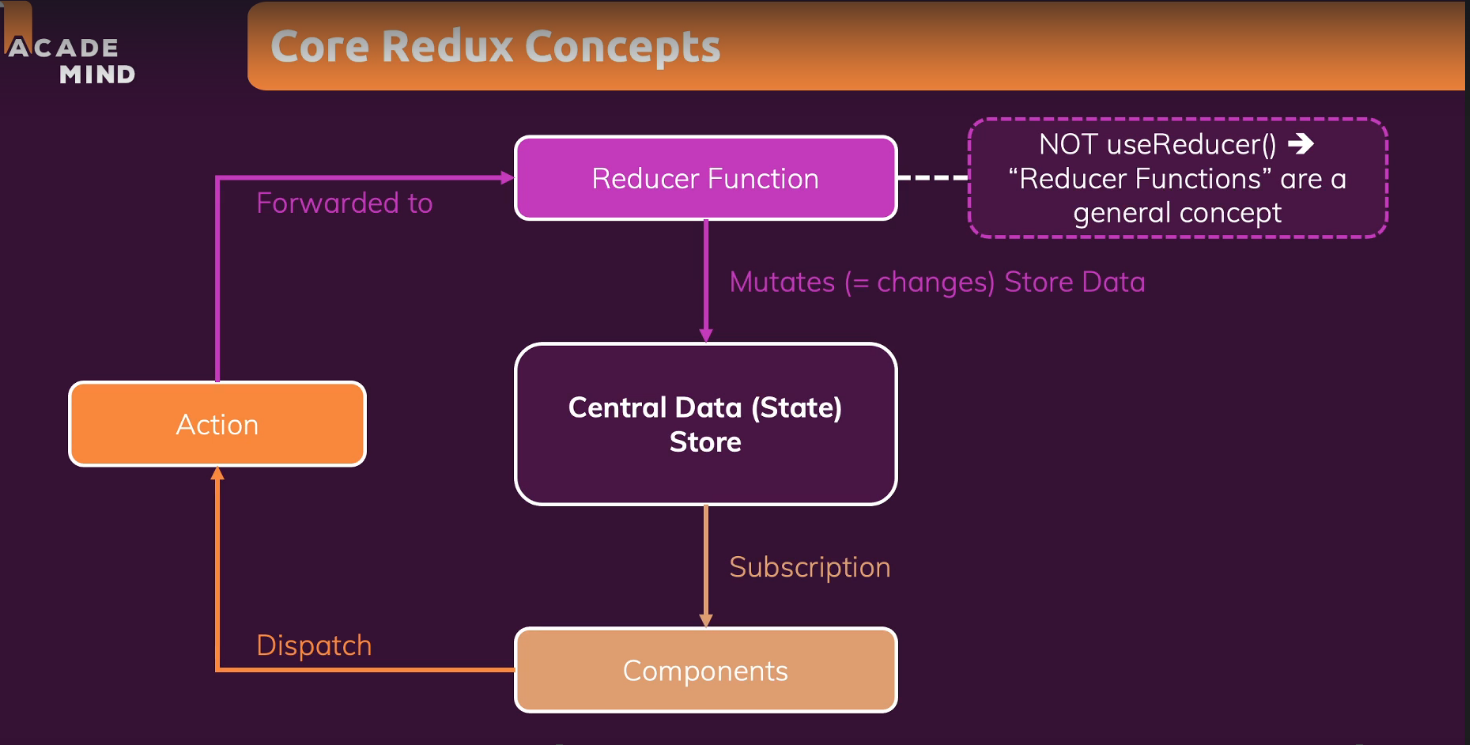 ACADE
MIND
Core Redux Concepts
Reducer Function
NOT useReducer() ➔
“Reducer Functions” are a
general concept
Forwarded to
Mutates (= changes) Store Data
Action
Central Data (State)
Store
Subscription
Dispatch
Components